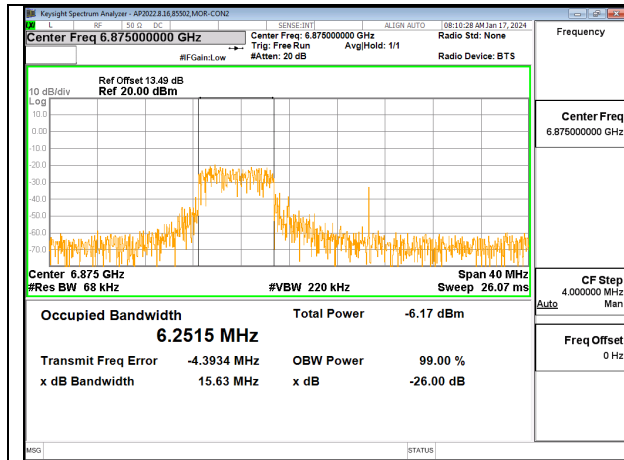 Keysight Spectrum Analyzer - AP2022.8.16,85502,MOR-CON2
L RF 50 Ω DC SENSE:INT ALIGN AUTO 08:10:28 AM Jan 17, 2024
Center Freq 6.875000000 GHz Center Freq: 6.875000000 GHz Radio Std: None Frequency
Trig: Free Run Avg|Hold: 1/1
#IFGain:Low #Atten: 20 dB Radio Device: BTS
Ref Offset 13.49 dB
10 dB/div Ref 20.00 dBm
Log
10.0
0.00
-10.0
-20.0
-30.0
-40.0
-50.0
-60.0
-70.0
Center 6.875 GHz Span 40 MHz
#Res BW 68 kHz #VBW 220 kHz Sweep 26.07 ms
Occupied Bandwidth Total Power -6.17 dBm
6.2515 MHz
Transmit Freq Error -4.3934 MHz OBW Power 99.00 %
x dB Bandwidth 15.63 MHz x dB -26.00 dB
Center Freq
6.875000000 GHz
CF Step
4.000000 MHz
Auto Man
Freq Offset
0 Hz
MSG STATUS